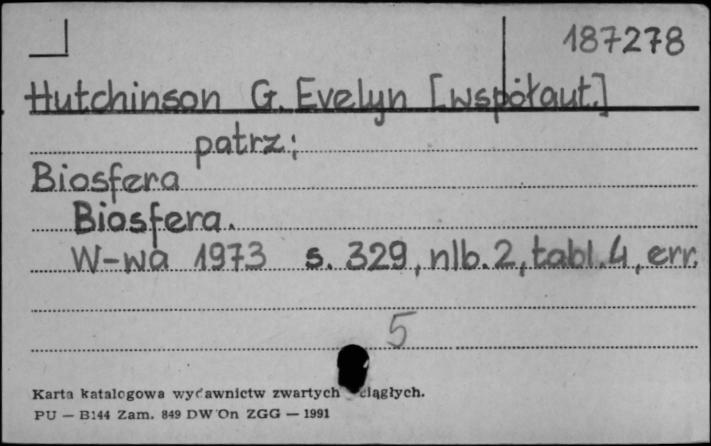 187278
Hutchinson G. Evelyn [współaut.]
patrz:
Biosfera
Biosfera.
W-wa 1973 s. 329, nlb. 2, tabl. 4, err.
5
Karta katalogowa wydawnictw zwartych ciągłych.
PU — B144 Zam. 849 DW On ZGG — 1991